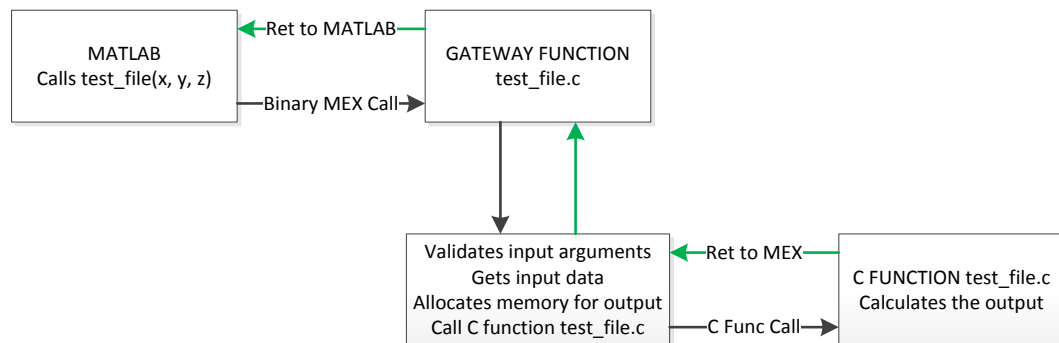 Ret to MATLAB
MATLAB
Calls test_file(x, y, z)
GATEWAY FUNCTION
test_file.c
Binary MEX Call
Validates input arguments
Gets input data
Allocates memory for output
Call C function test_file.c
Ret to MEX
C Func Call
C FUNCTION test_file.c
Calculates the output